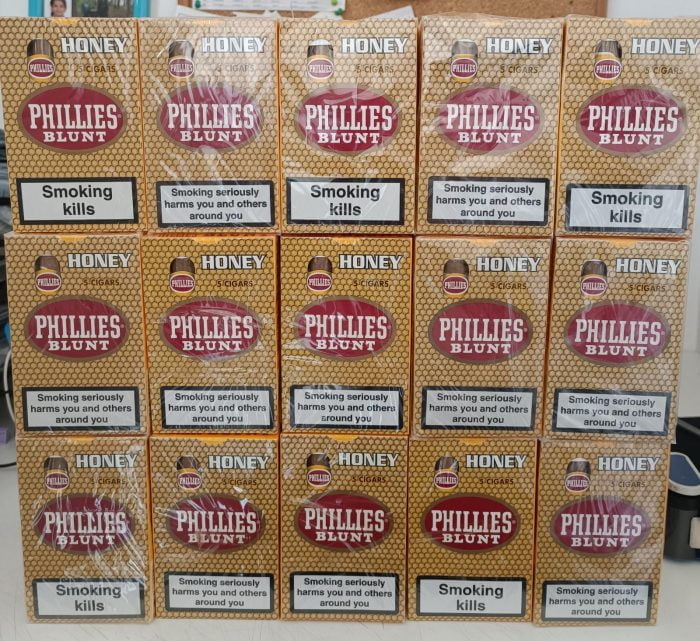 HONEY
PHILLIES
5 CIGARS
PHILLIES
BLUNT
Smoking
kills
HONEY
PHILLIES
5 CIGARS
PHILLIES
BLUNT
Smoking seriously
harms you and others
around you
HONEY
PHILLIES
5 CIGARS
PHILLIES
BLUNT
Smoking
kills
HONEY
PHILLIES
5 CIGARS
PHILLIES
BLUNT
Smoking seriously
harms you and others
around you
HONEY
PHILLIES
5 CIGARS
PHILLIES
BLUNT
Smoking
kills
HONEY
PHILLIES
5 CIGARS
PHILLIES
BLUNT
Smoking seriously
harms you and others
around you
HONEY
PHILLIES
5 CIGARS
PHILLIES
BLUNT
Smoking seriously
harms you and others
around you
HONEY
PHILLIES
5 CIGARS
PHILLIES
BLUNT
Smoking seriously
harms you and others
around you
HONEY
PHILLIES
5 CIGARS
PHILLIES
BLUNT
Smoking seriously
harms you and others
around you
HONEY
PHILLIES
5 CIGARS
PHILLIES
BLUNT
Smoking seriously
harms you and others
around you
HONEY
PHILLIES
5 CIGARS
PHILLIES
BLUNT
Smoking
kills
HONEY
PHILLIES
5 CIGARS
PHILLIES
BLUNT
Smoking seriously
harms you and others
around you
HONEY
PHILLIES
5 CIGARS
PHILLIES
BLUNT
Smoking seriously
harms you and others
around you
HONEY
PHILLIES
5 CIGARS
PHILLIES
BLUNT
Smoking
kills
HONEY
PHILLIES
5 CIGARS
PHILLIES
BLUNT
Smoking seriously
harms you and others
around you